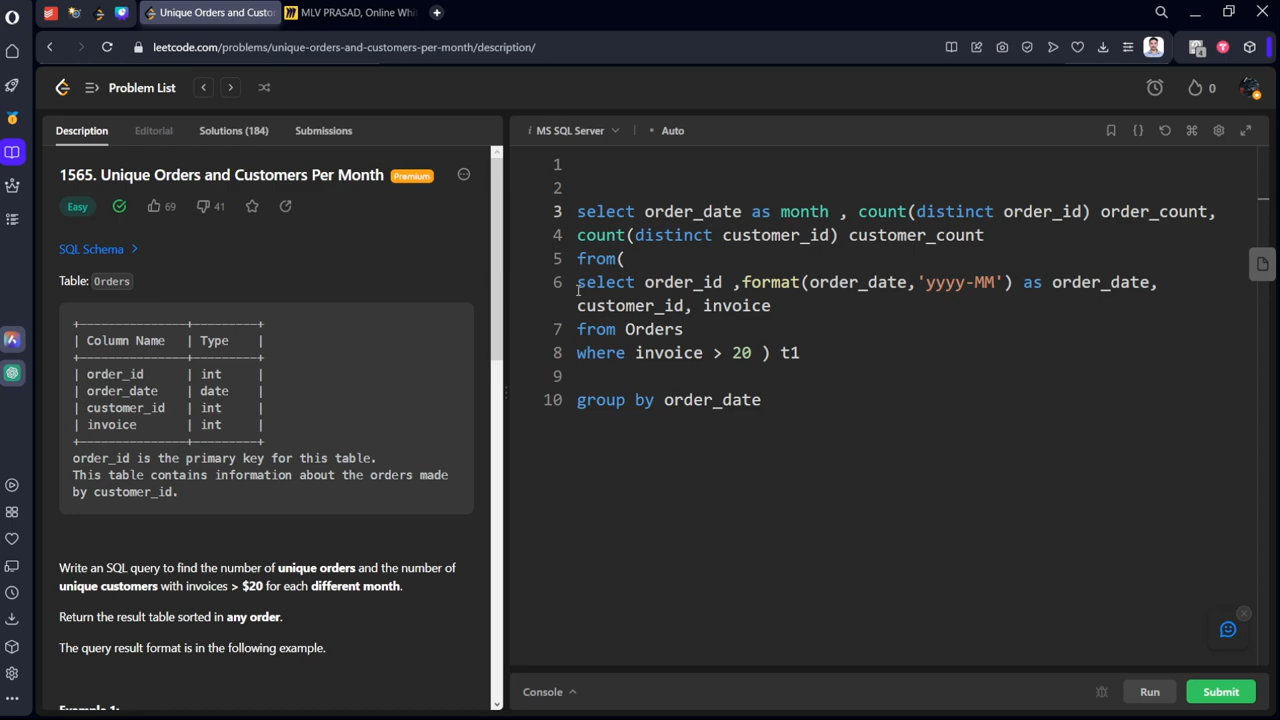 Unique Orders and Custor
MLV PRASAD, Online Whit
leetcode.com/problems/unique-orders-and-customers-per-month/description/
Problem List
0
Description
Editorial
Solutions (184)
Submissions
1565. Unique Orders and Customers Per Month
Premium
Easy
69
41
SQL Schema
Table: Orders
+--------------+---------+
| Column Name | Type |
+--------------+---------+
| order_id | int |
| order_date | date |
| customer_id | int |
| invoice | int |
+--------------+---------+
order_id is the primary key for this table.
This table contains information about the orders made
by customer_id.
Write an SQL query to find the number of unique orders and the number of
unique customers with invoices > $20 for each different month.
Return the result table sorted in any order.
The query result format is in the following example.
Example 1:
i MS SQL Server
• Auto
1
2
3 select order_date as month , count(distinct order_id) order_count,
4 count(distinct customer_id) customer_count
5 from(
6 select order_id ,format(order_date,'yyyy-MM') as order_date,
customer_id, invoice
7 from Orders
8 where invoice > 20 ) t1
9
10 group by order_date
Console
Run
Submit